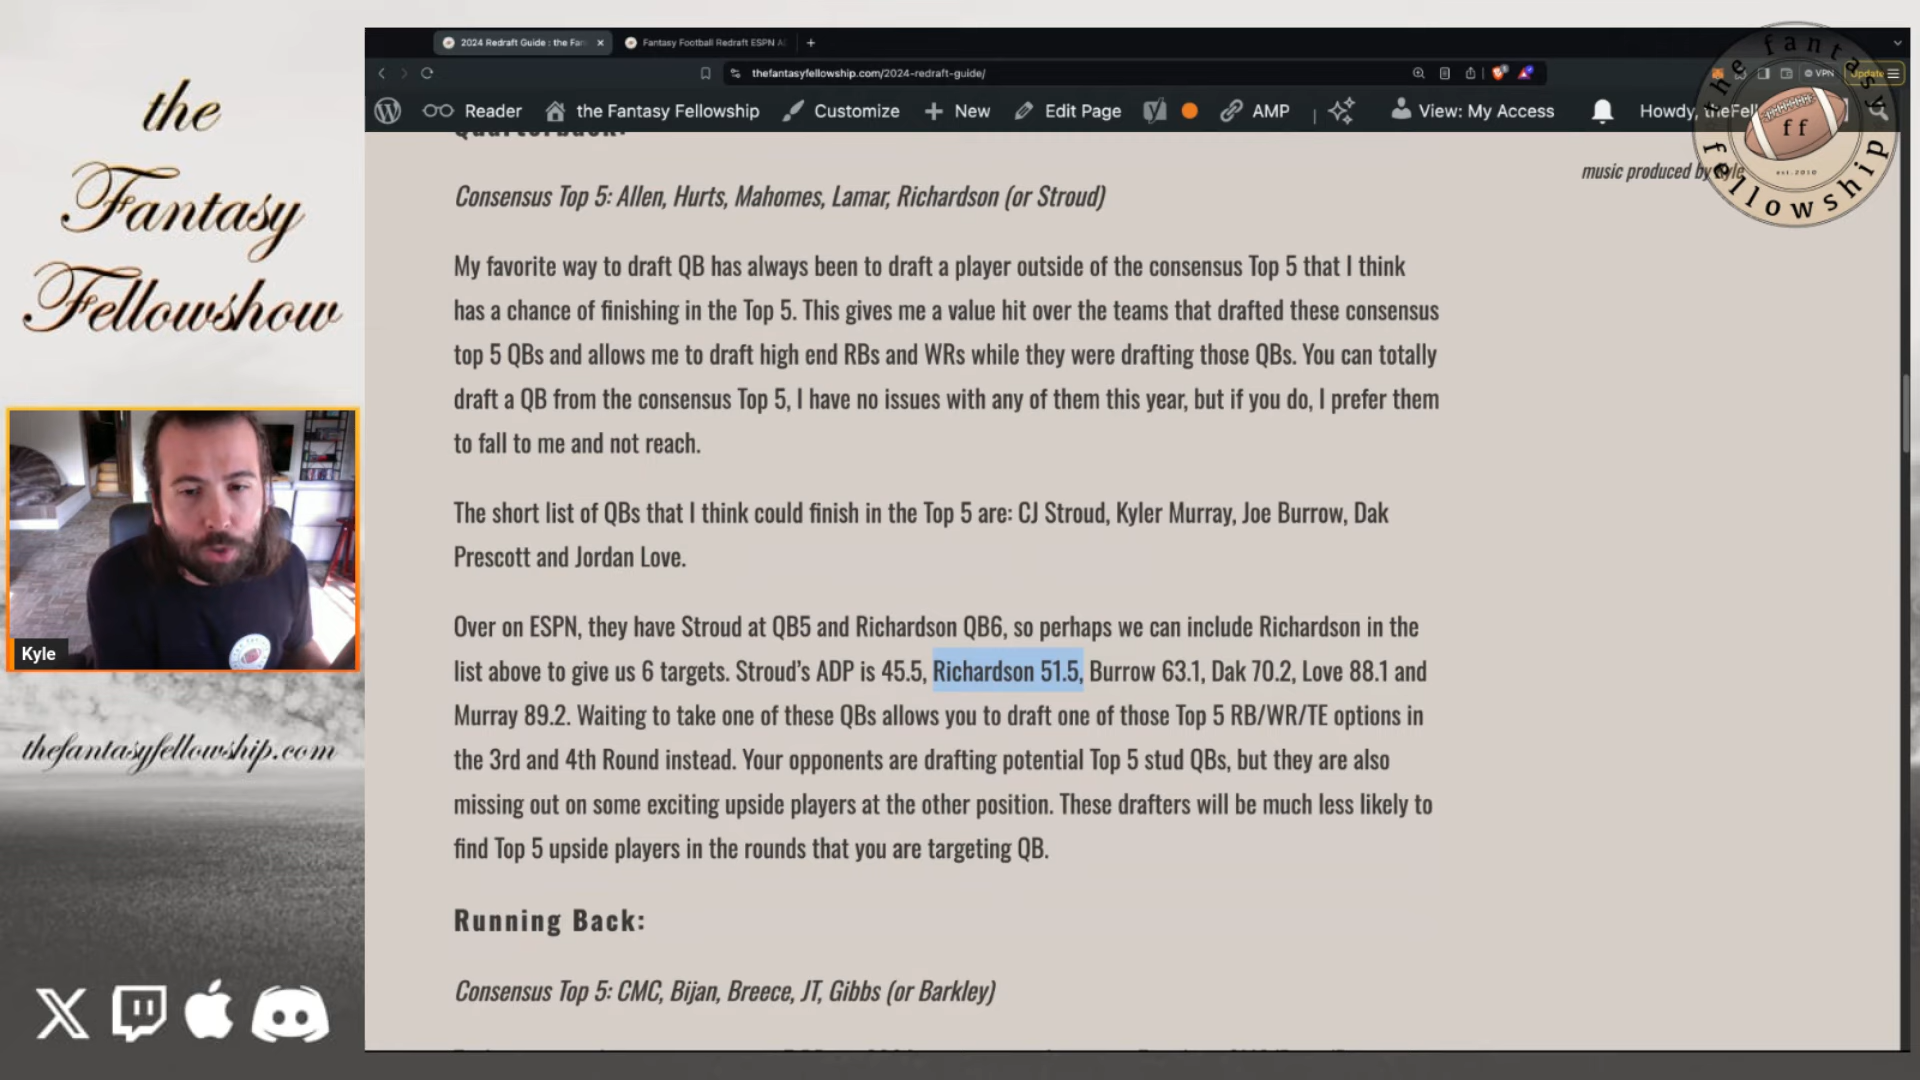 the
Fantasy
Fellowshow
Kyle
thefantasyfellowship.com
2024 Redraft Guide : the Fan
Fantasy Football Redraft ESPN A
thefantasyfellowship.com/2024-redraft-guide/
VPN
Update
Reader
the Fantasy Fellowship
Customize
New
Edit Page
AMP
View: My Access
Howdy, theFel
the fantasy fellowship
ff
est. 2010
music produced by Kyle
Quarterback:
Consensus Top 5: Allen, Hurts, Mahomes, Lamar, Richardson (or Stroud)
My favorite way to draft QB has always been to draft a player outside of the consensus Top 5 that I think
has a chance of finishing in the Top 5. This gives me a value hit over the teams that drafted these consensus
top 5 QBs and allows me to draft high end RBs and WRs while they were drafting those QBs. You can totally
draft a QB from the consensus Top 5, I have no issues with any of them this year, but if you do, I prefer them
to fall to me and not reach.
The short list of QBs that I think could finish in the Top 5 are: CJ Stroud, Kyler Murray, Joe Burrow, Dak
Prescott and Jordan Love.
Over on ESPN, they have Stroud at QB5 and Richardson QB6, so perhaps we can include Richardson in the
list above to give us 6 targets. Stroud's ADP is 45.5, Richardson 51.5, Burrow 63.1, Dak 70.2, Love 88.1 and
Murray 89.2. Waiting to take one of these QBs allows you to draft one of those Top 5 RB/WR/TE options in
the 3rd and 4th Round instead. Your opponents are drafting potential Top 5 stud QBs, but they are also
missing out on some exciting upside players at the other position. These drafters will be much less likely to
find Top 5 upside players in the rounds that you are targeting QB.
Running Back:
Consensus Top 5: CMC, Bijan, Breece, JT, Gibbs (or Barkley)